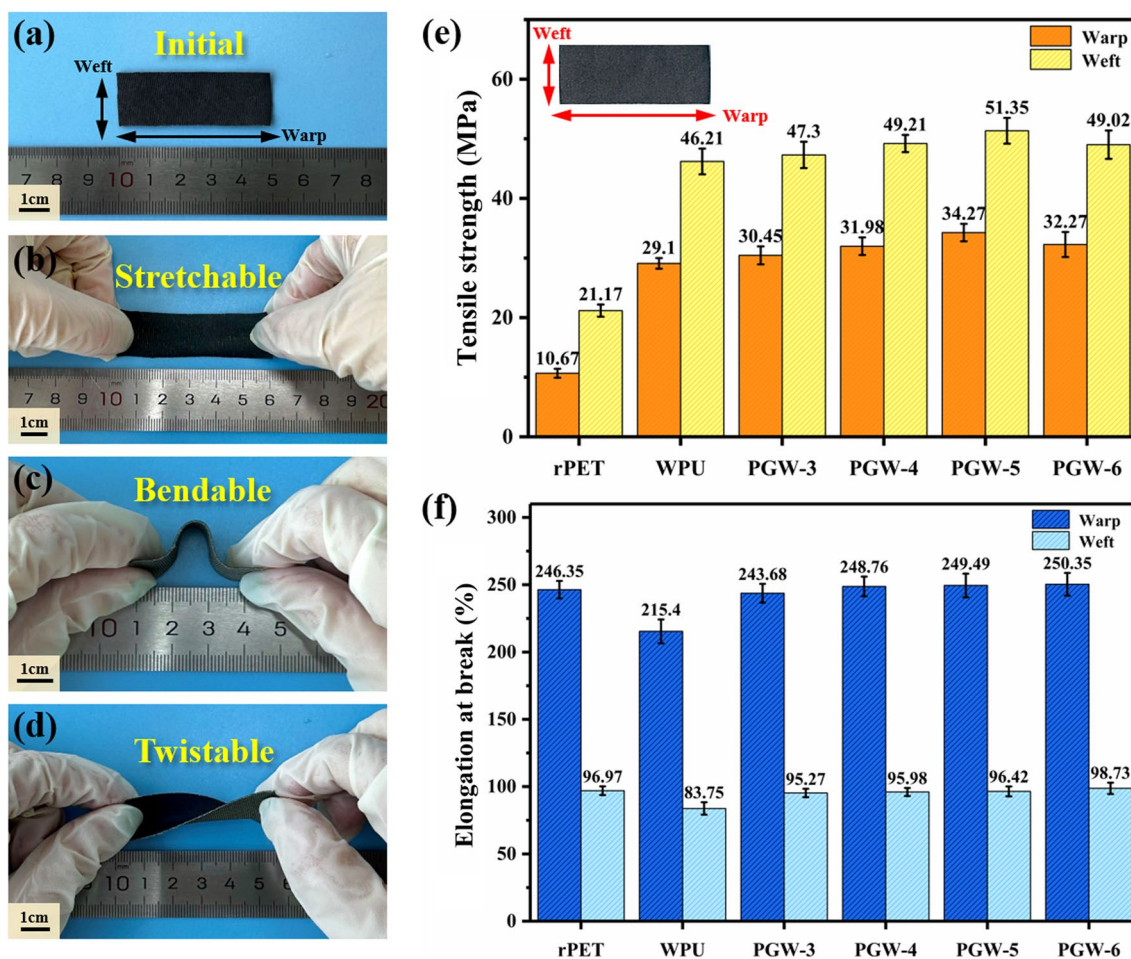 (a)
Initial
Weft
Warp
7 8 9 10 1 2 3 4 5 6 7 8
1cm
(b)
Stretchable
7 8 9 10 1 2 3 4 5 6 7 8 9 20
1cm
(c)
Bendable
10 1 2 3 4 5
1cm
(d)
Twistable
10 1 2 3 4 5 6
1cm
(e)
Weft
Warp
Warp
Weft
Tensile strength (MPa)
60
40
20
0
10.67
21.17
29.1
46.21
30.45
47.3
31.98
49.21
34.27
51.35
32.27
49.02
rPET WPU PGW-3 PGW-4 PGW-5 PGW-6
(f)
Warp
Weft
Elongation at break (%)
300
250
200
150
100
50
0
246.35
96.97
215.4
83.75
243.68
95.27
248.76
95.98
249.49
96.42
250.35
98.73
rPET WPU PGW-3 PGW-4 PGW-5 PGW-6